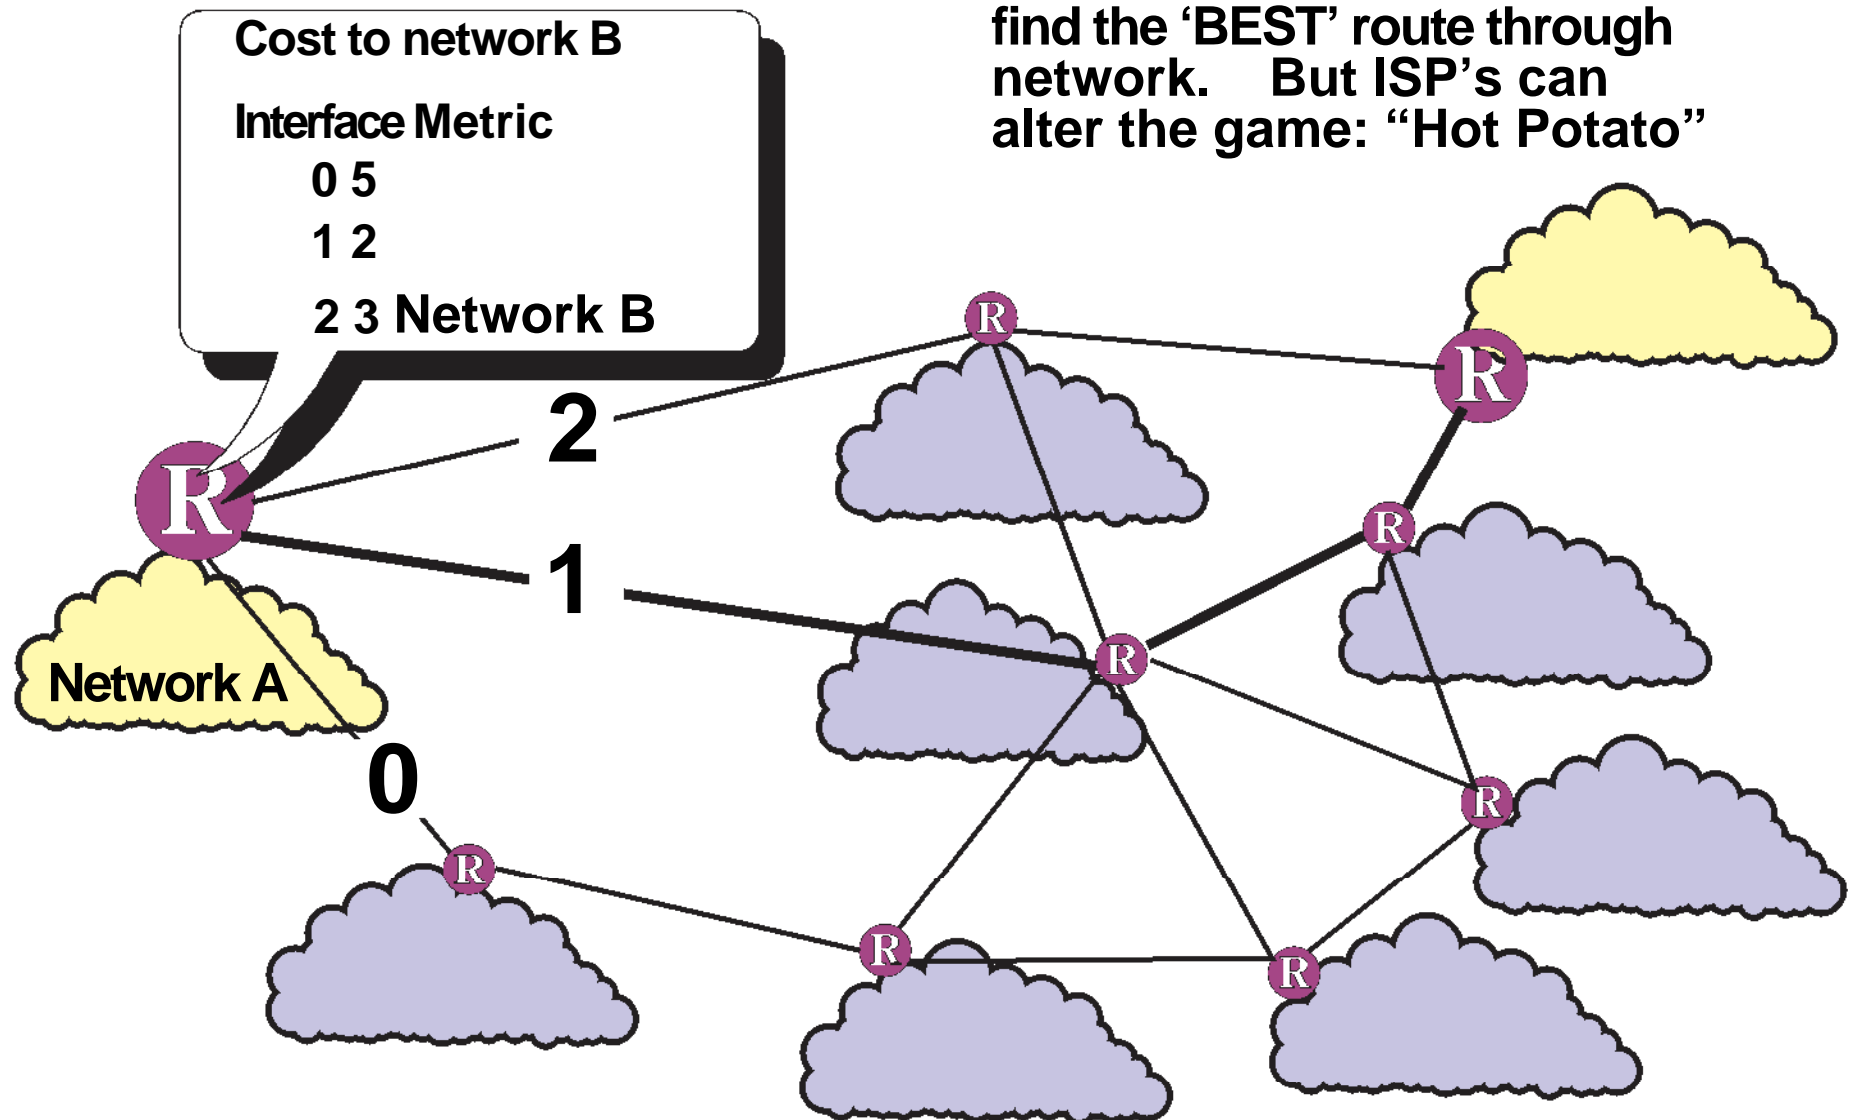 Cost to network B
Interface Metric
0 5
1 2
2 3 Network B
find the ‘BEST’ route through
network. But ISP’s can
alter the game: “Hot Potato”
R
R
2
R
R
1
R
Network A
0
R
R
R
R